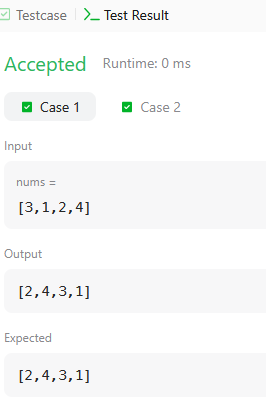 Testcase | Test Result
Accepted Runtime: 0 ms
Case 1 Case 2
Input
nums =
[3,1,2,4]
Output
[2,4,3,1]
Expected
[2,4,3,1]